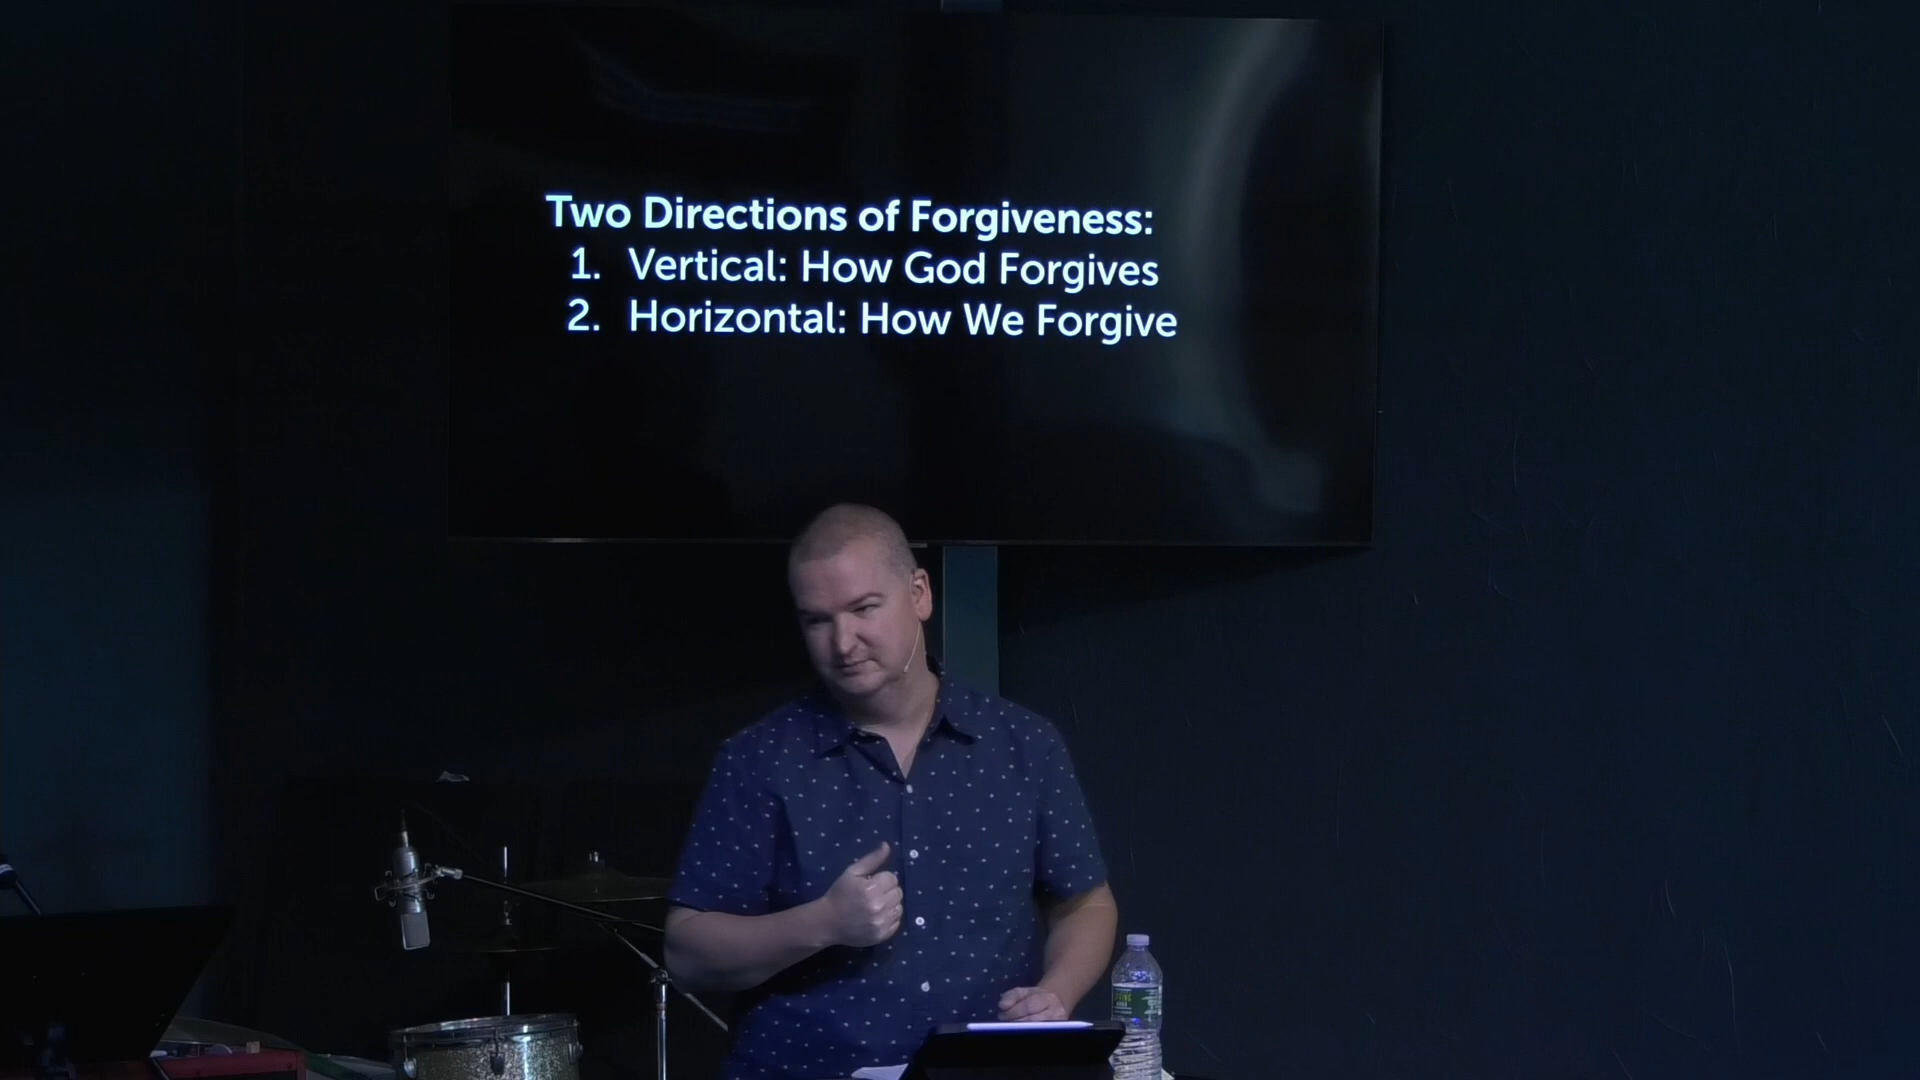 Two Directions of Forgiveness:
1. Vertical: How God Forgives
2. Horizontal: How We Forgive